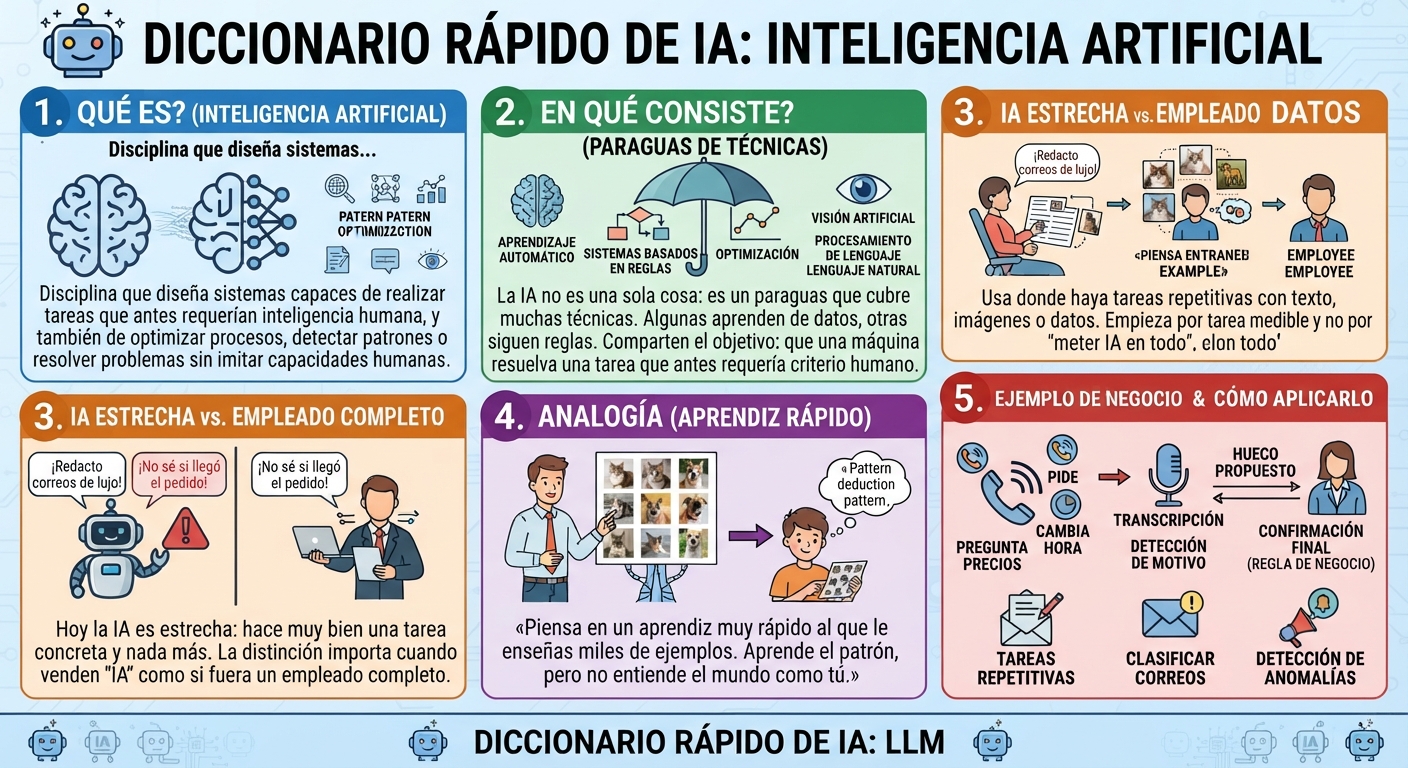 DICCIONARIO RÁPIDO DE IA: INTELIGENCIA ARTIFICIAL
1. QUÉ ES? (INTELIGENCIA ARTIFICIAL)
Disciplina que diseña sistemas...
PATERN PATERN
Disciplina que diseña sistemas capaces de realizar
tareas que antes requerían inteligencia humana, y
también de optimizar procesos, detectar patrones o
resolver problemas sin imitar capacidades humanas.
2. EN QUÉ CONSISTE?
(PARAGUAS DE TÉCNICAS)
APRENDIZAJE
AUTOMÁTICO
SISTEMAS BASADOS
EN REGLAS
OPTIMIZACIÓN
VISIÓN ARTIFICIAL
PROCESAMIENTO
DE LENGUAJE
LENGUAJE NATURAL
La IA no es una sola cosa: es un paraguas que cubre
muchas técnicas. Algunas aprenden de datos, otras
siguen reglas. Comparten el objetivo: que una máquina
resuelva una tarea que antes requería criterio humano.
3. IA ESTRECHA vs. EMPLEADO DATOS
¡Redacto
correos de lujo!
«PIENSA ENTRANEB
EXAMPLE»
EMPLOYEE
EMPLOYEE
Usa donde haya tareas repetitivas con texto,
imágenes o datos. Empieza por tarea medible y no por
"meter IA en todo", elon todo'
3. IA ESTRECHA vs. EMPLEADO COMPLETO
¡Redacto
correos de lujo!
¡No sé si llegó
el pedido!
¡No sé si llegó
el pedido!
Hoy la IA es estrecha: hace muy bien una tarea
concreta y nada más. La distinción importa cuando
venden "IA" como si fuera un empleado completo.
4. ANALOGÍA (APRENDIZ RÁPIDO)
« Pattern
deduction
pattern,
«Piensa en un aprendiz muy rápido al que le
enseñas miles de ejemplos. Aprende el patrón,
pero no entiende el mundo como tú.»
5. EJEMPLO DE NEGOCIO & CÓMO APLICARLO
PREGUNTA
PRECIOS
PIDE
CAMBIA
HORA
TRANSCRIPCIÓN
DETECCIÓN
DE MOTIVO
HUECO
PROPUESTO
CONFIRMACIÓN
FINAL
(REGLA DE NEGOCIO)
TAREAS
REPETITIVAS
CLASIFICAR
CORREOS
DETECCIÓN DE
ANOMALÍAS
IA
DICCIONARIO RÁPIDO DE IA: LLM
IA